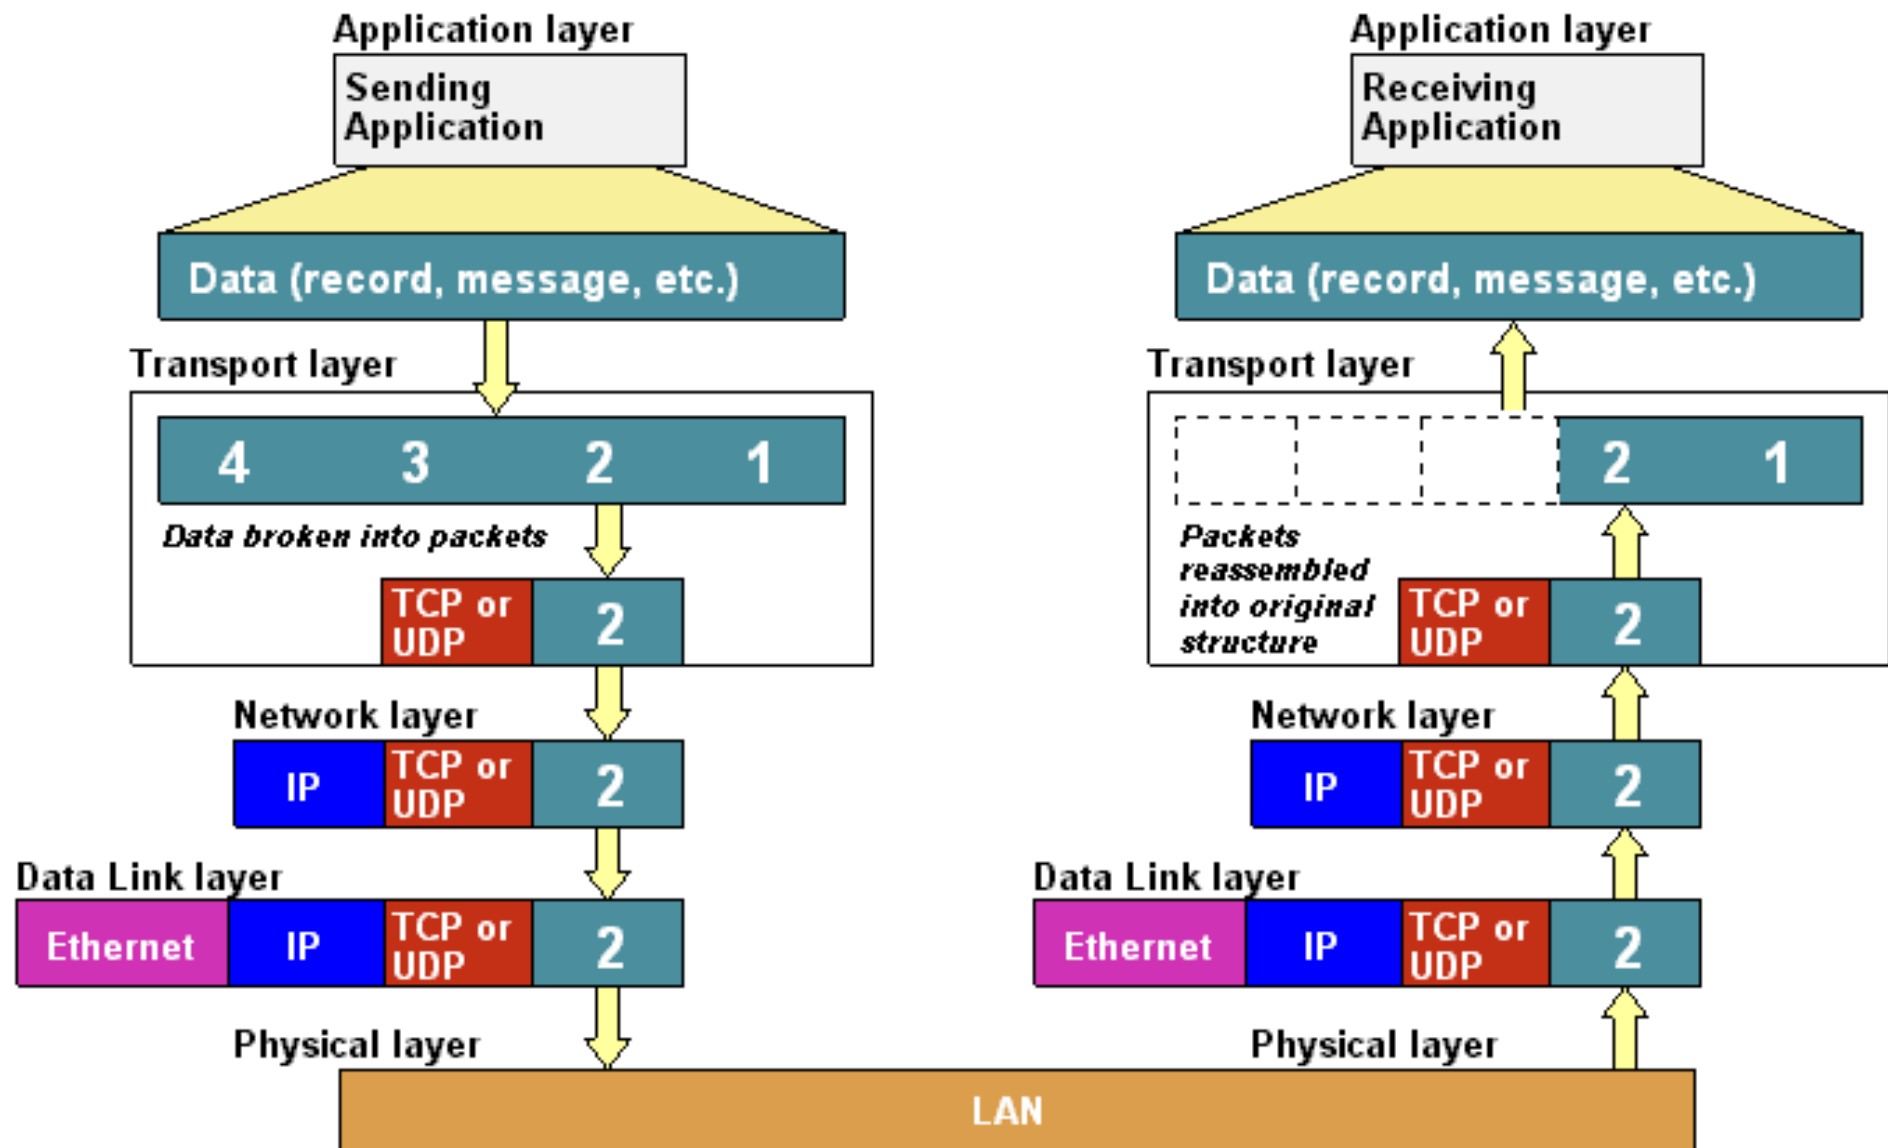 Application layer
Sending
Application
Data (record, message, etc.)
Transport layer
4 3 2 1
Data broken into packets
TCP or
UDP
2
Network layer
IP
TCP or
UDP
2
Data Link layer
Ethernet
IP
TCP or
UDP
2
Physical layer
Application layer
Receiving
Application
Data (record, message, etc.)
Transport layer
2 1
Packets
reassembled
into original
structure
TCP or
UDP
2
Network layer
IP
TCP or
UDP
2
Data Link layer
Ethernet
IP
TCP or
UDP
2
Physical layer
LAN